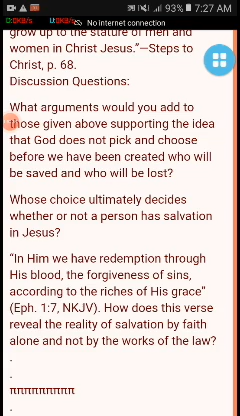 93% 7:27 AM
0:0KB/s U:0KB/s No internet connection
grow up to the stature of men and
women in Christ Jesus.”—Steps to
Christ, p. 68.
Discussion Questions:
What arguments would you add to
those given above supporting the idea
that God does not pick and choose
before we have been created who will
be saved and who will be lost?
Whose choice ultimately decides
whether or not a person has salvation
in Jesus?
“In Him we have redemption through
His blood, the forgiveness of sins,
according to the riches of His grace”
(Eph. 1:7, NKJV). How does this verse
reveal the reality of salvation by faith
alone and not by the works of the law?
.
.
πππππππππ
.